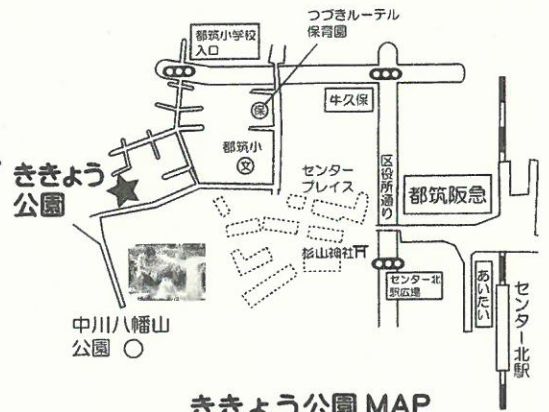 つづきルーテル
保育園
都筑小学校
入口
保
牛久保
都筑小
文
ききょう
公園
センター
プレイス
区役所通り
都筑阪急
杉山神社
センター北
駅広場
あいたい
センター北駅
中川八幡山
公園
ききょう公園 MAP